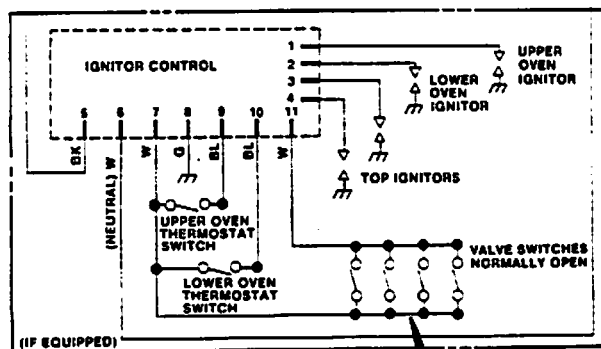 IGNITOR CONTROL
1
2
3
4
5
6
7
8
9
10
11
UPPER
OVEN
IGNITOR
LOWER
OVEN
IGNITOR
TOP IGNITORS
BK
(NEUTRAL) W
W
G
BL
BL
W
UPPER OVEN
THERMOSTAT
SWITCH
LOWER OVEN
THERMOSTAT
SWITCH
VALVE SWITCHES
NORMALLY OPEN
(IF EQUIPPED)